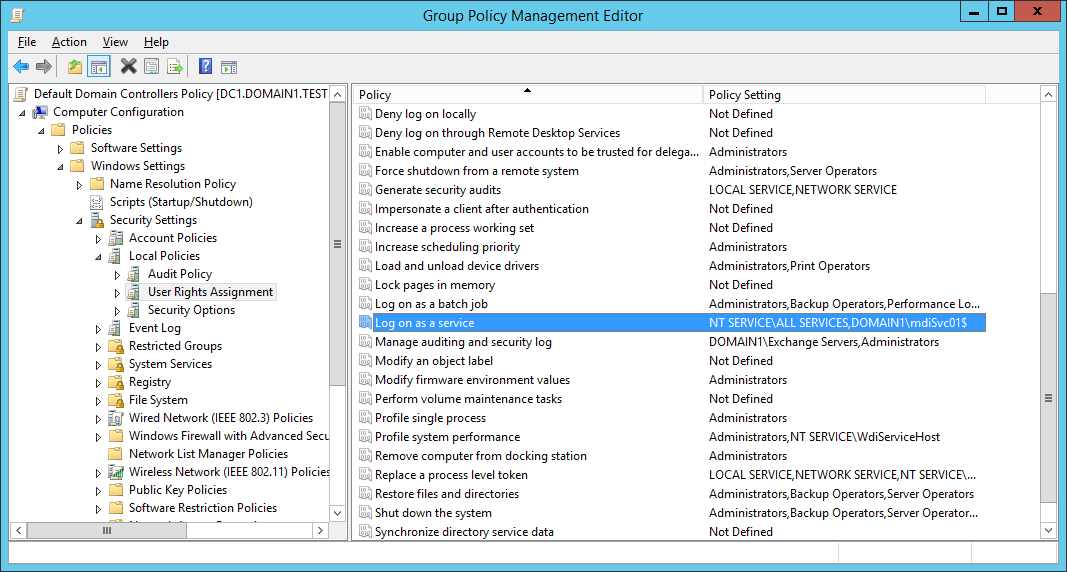 Group Policy Management Editor
File Action View Help
Default Domain Controllers Policy [DC1.DOMAIN1.TEST
Computer Configuration
Policies
Software Settings
Windows Settings
Name Resolution Policy
Scripts (Startup/Shutdown)
Security Settings
Account Policies
Local Policies
Audit Policy
User Rights Assignment
Security Options
Event Log
Restricted Groups
System Services
Registry
File System
Wired Network (IEEE 802.3) Policies
Windows Firewall with Advanced Secu
Network List Manager Policies
Wireless Network (IEEE 802.11) Policies
Public Key Policies
Software Restriction Policies
Policy Policy Setting
Deny log on locally Not Defined
Deny log on through Remote Desktop Services Not Defined
Enable computer and user accounts to be trusted for delega... Administrators
Force shutdown from a remote system Administrators,Server Operators
Generate security audits LOCAL SERVICE,NETWORK SERVICE
Impersonate a client after authentication Not Defined
Increase a process working set Not Defined
Increase scheduling priority Administrators
Load and unload device drivers Administrators,Print Operators
Lock pages in memory Not Defined
Log on as a batch job Administrators,Backup Operators,Performance Lo...
Log on as a service NT SERVICE\ALL SERVICES,DOMAIN1\mdiSvc01$
Manage auditing and security log DOMAIN1\Exchange Servers,Administrators
Modify an object label Not Defined
Modify firmware environment values Administrators
Perform volume maintenance tasks Not Defined
Profile single process Administrators
Profile system performance Administrators,NT SERVICE\WdiServiceHost
Remove computer from docking station Administrators
Replace a process level token LOCAL SERVICE,NETWORK SERVICE,NT SERVICE\...
Restore files and directories Administrators,Backup Operators,Server Operators
Shut down the system Administrators,Backup Operators,Server Operator...
Synchronize directory service data Not Defined